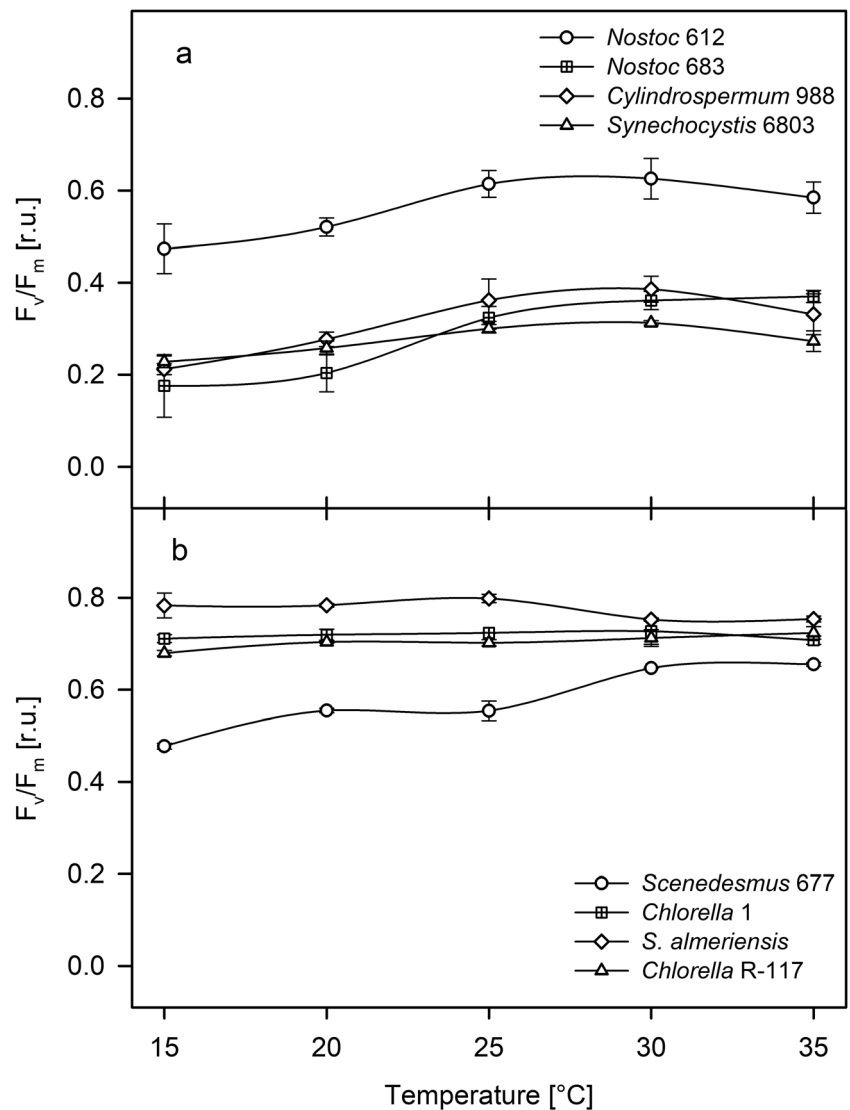 a
Nostoc 612
Nostoc 683
Cylindrospermum 988
Synechocystis 6803
0.8
0.6
0.4
0.2
0.0
Fv/Fm [r.u.]
b
0.8
0.6
0.4
0.2
0.0
Fv/Fm [r.u.]
Scenedesmus 677
Chlorella 1
S. almeriensis
Chlorella R-117
15 20 25 30 35
Temperature [°C]